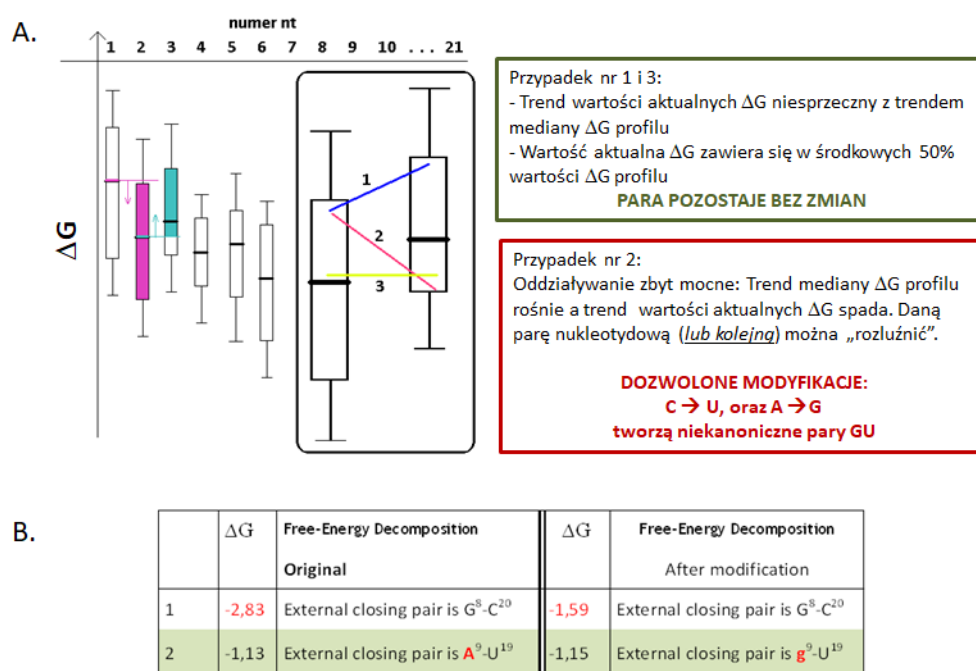 A.
numer nt
1 2 3 4 5 6 7 8 9 10 ... 21
ΔG
1
2
3
Przypadek nr 1 i 3:
- Trend wartości aktualnych ΔG niesprzeczny z trendem
mediany ΔG profilu
- Wartość aktualna ΔG zawiera się w środkowych 50%
wartości ΔG profilu
PARA POZOSTAJE BEZ ZMIAN
Przypadek nr 2:
Oddziaływanie zbyt mocne: Trend mediany ΔG profilu
rośnie a trend wartości aktualnych ΔG spada. Daną
parę nukleotydową (lub kolejną) można „rozluźnić”.
DOZWOLONE MODYFIKACJE:
C → U, oraz A → G
tworzą niekanoniczne pary GU
B.
ΔG Free-Energy Decomposition ΔG Free-Energy Decomposition
Original After modification
1 -2,83 External closing pair is G⁸-C²⁰ -1,59 External closing pair is G⁸-C²⁰
2 -1,13 External closing pair is A⁹-U¹⁹ -1,15 External closing pair is g⁹-U¹⁹